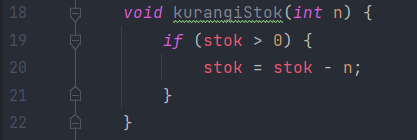 18 void kurangiStok(int n) {
19 if (stok > 0) {
20 stok = stok - n;
21 }
22 }